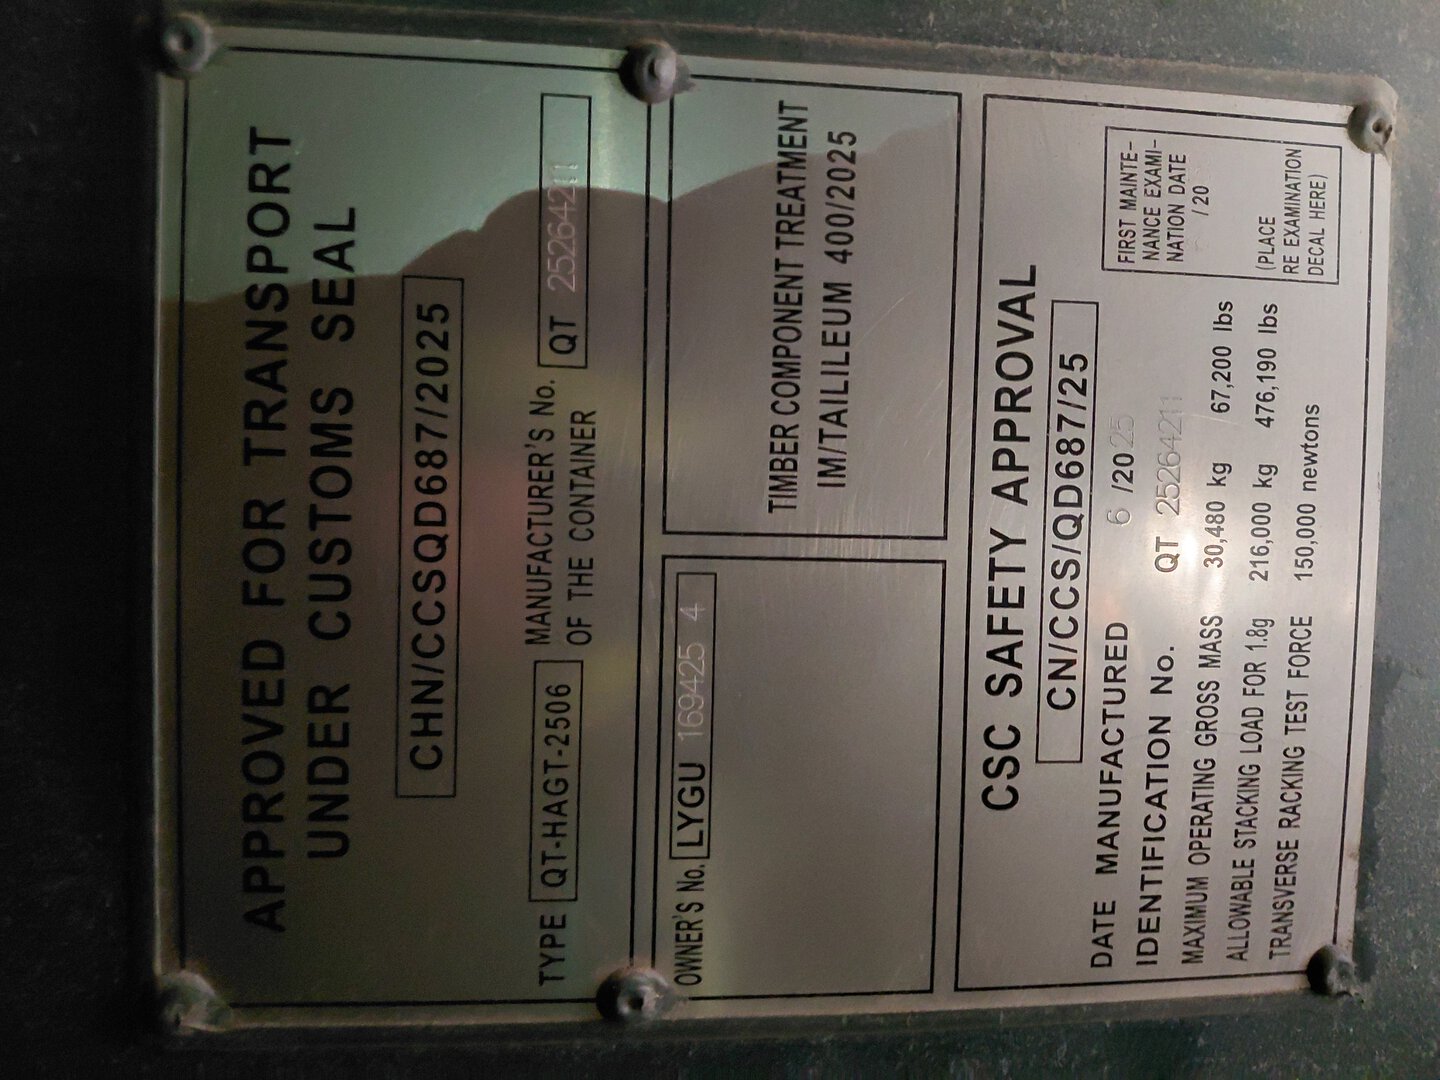 APPROVED FOR TRANSPORT
UNDER CUSTOMS SEAL
CHN/CCSQD687/2025
TYPE QT-HAGT-2506
MANUFACTURER'S No.
OF THE CONTAINER
QT 25264211
OWNER'S No. LYGU 169425 4
TIMBER COMPONENT TREATMENT
IM/TAILILEUM 400/2025
CSC SAFETY APPROVAL
CN/CCS/QD687/25
DATE MANUFACTURED 6 /2025
IDENTIFICATION No. QT 25264211
MAXIMUM OPERATING GROSS MASS 30,480 kg 67,200 lbs
ALLOWABLE STACKING LOAD FOR 1.8g 216,000 kg 476,190 lbs
TRANSVERSE RACKING TEST FORCE 150,000 newtons
FIRST MAINTE-
NANCE EXAMI-
NATION DATE
/20
(PLACE
RE EXAMINATION
DECAL HERE)